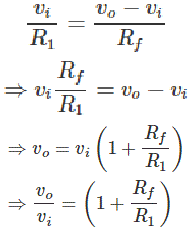 v_i / R_1 = (v_o − v_i) / R_f
⇒ v_i R_f / R_1 = v_o − v_i
⇒ v_o = v_i (1 + R_f / R_1)
⇒ v_o / v_i = (1 + R_f / R_1)